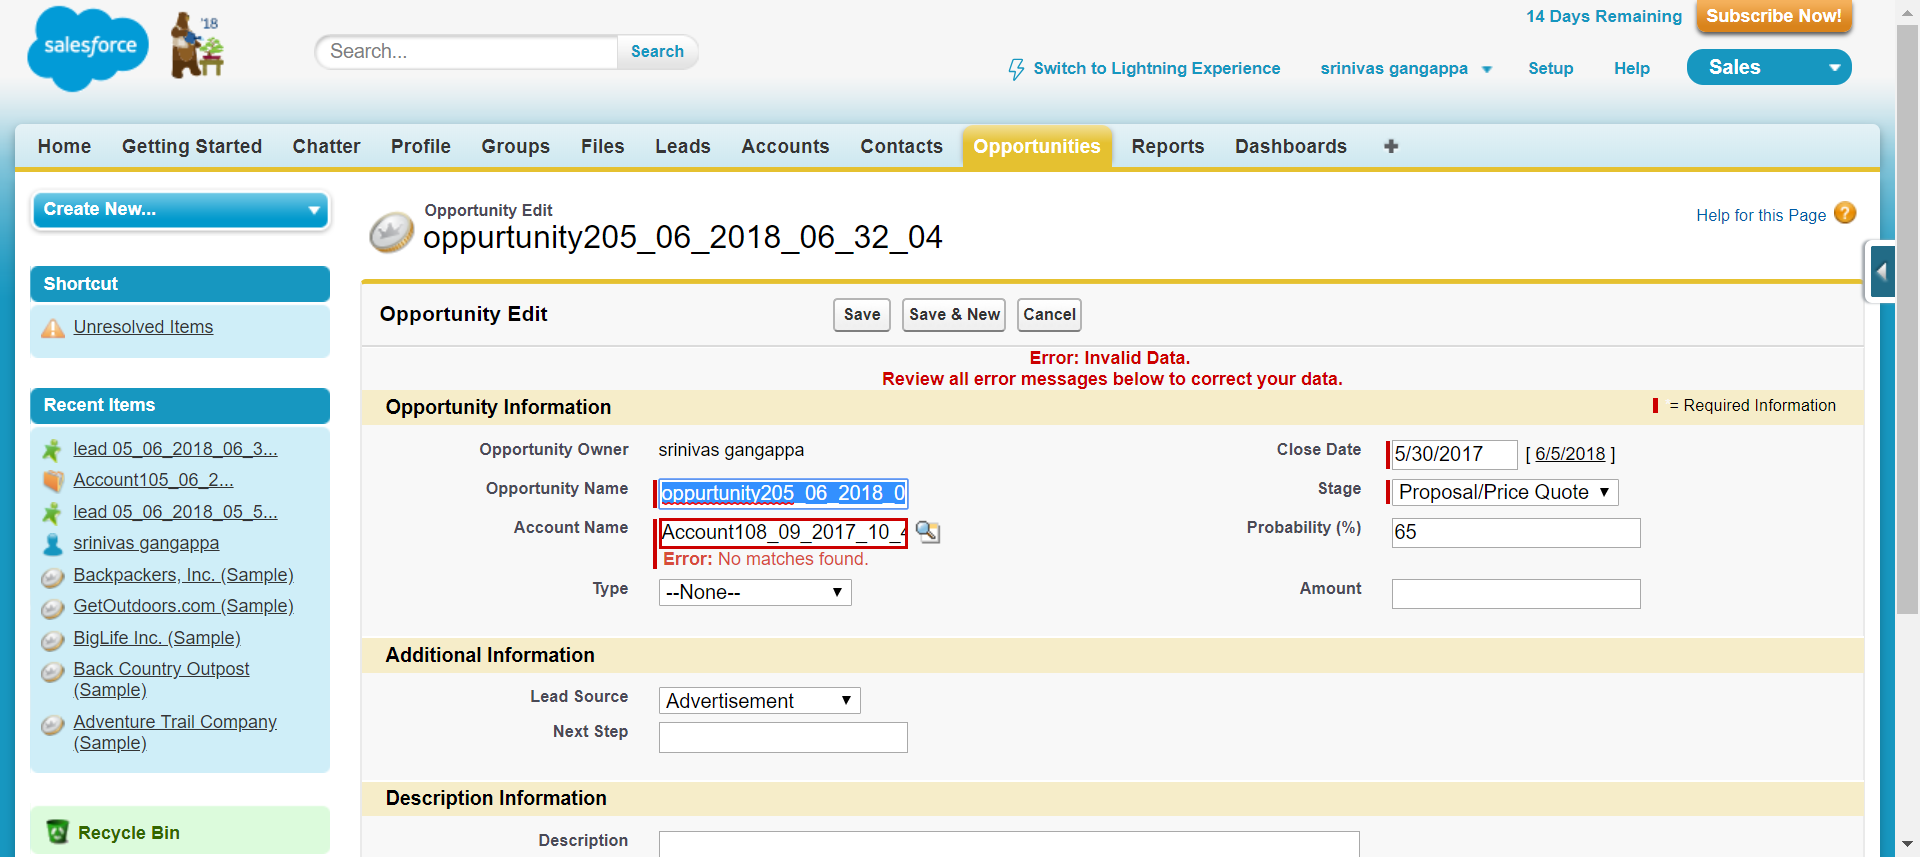 salesforce
'18
Search...
Search
14 Days Remaining
Subscribe Now!
Switch to Lightning Experience
srinivas gangappa
Setup
Help
Sales
Home
Getting Started
Chatter
Profile
Groups
Files
Leads
Accounts
Contacts
Opportunities
Reports
Dashboards
Create New...
Shortcut
Unresolved Items
Recent Items
lead 05_06_2018_06_3...
Account105_06_2...
lead 05_06_2018_05_5...
srinivas gangappa
Backpackers, Inc. (Sample)
GetOutdoors.com (Sample)
BigLife Inc. (Sample)
Back Country Outpost
(Sample)
Adventure Trail Company
(Sample)
Recycle Bin
Opportunity Edit
oppurtunity205_06_2018_06_32_04
Help for this Page
?
Opportunity Edit
Save
Save & New
Cancel
Error: Invalid Data.
Review all error messages below to correct your data.
Opportunity Information
= Required Information
Opportunity Owner
srinivas gangappa
Close Date
5/30/2017
[ 6/5/2018 ]
Opportunity Name
oppurtunity205_06_2018_0
Stage
Proposal/Price Quote
Account Name
Account108_09_2017_10_4
Error: No matches found.
Probability (%)
65
Type
--None--
Amount
Additional Information
Lead Source
Advertisement
Next Step
Description Information
Description